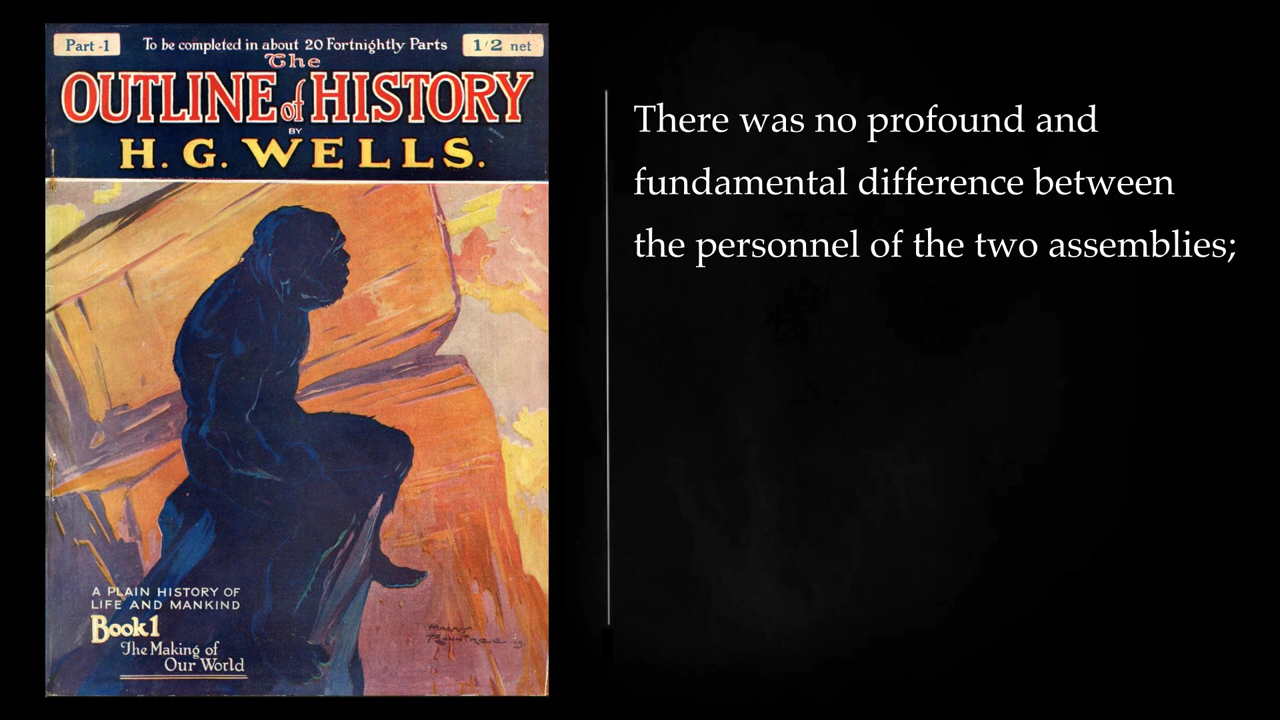 Part -1
To be completed in about 20 Fortnightly Parts
1/2 net
The
OUTLINE of HISTORY
BY
H. G. WELLS.
A PLAIN HISTORY OF
LIFE AND MANKIND
Book 1
The Making of
Our World
There was no profound and
fundamental difference between
the personnel of the two assemblies;